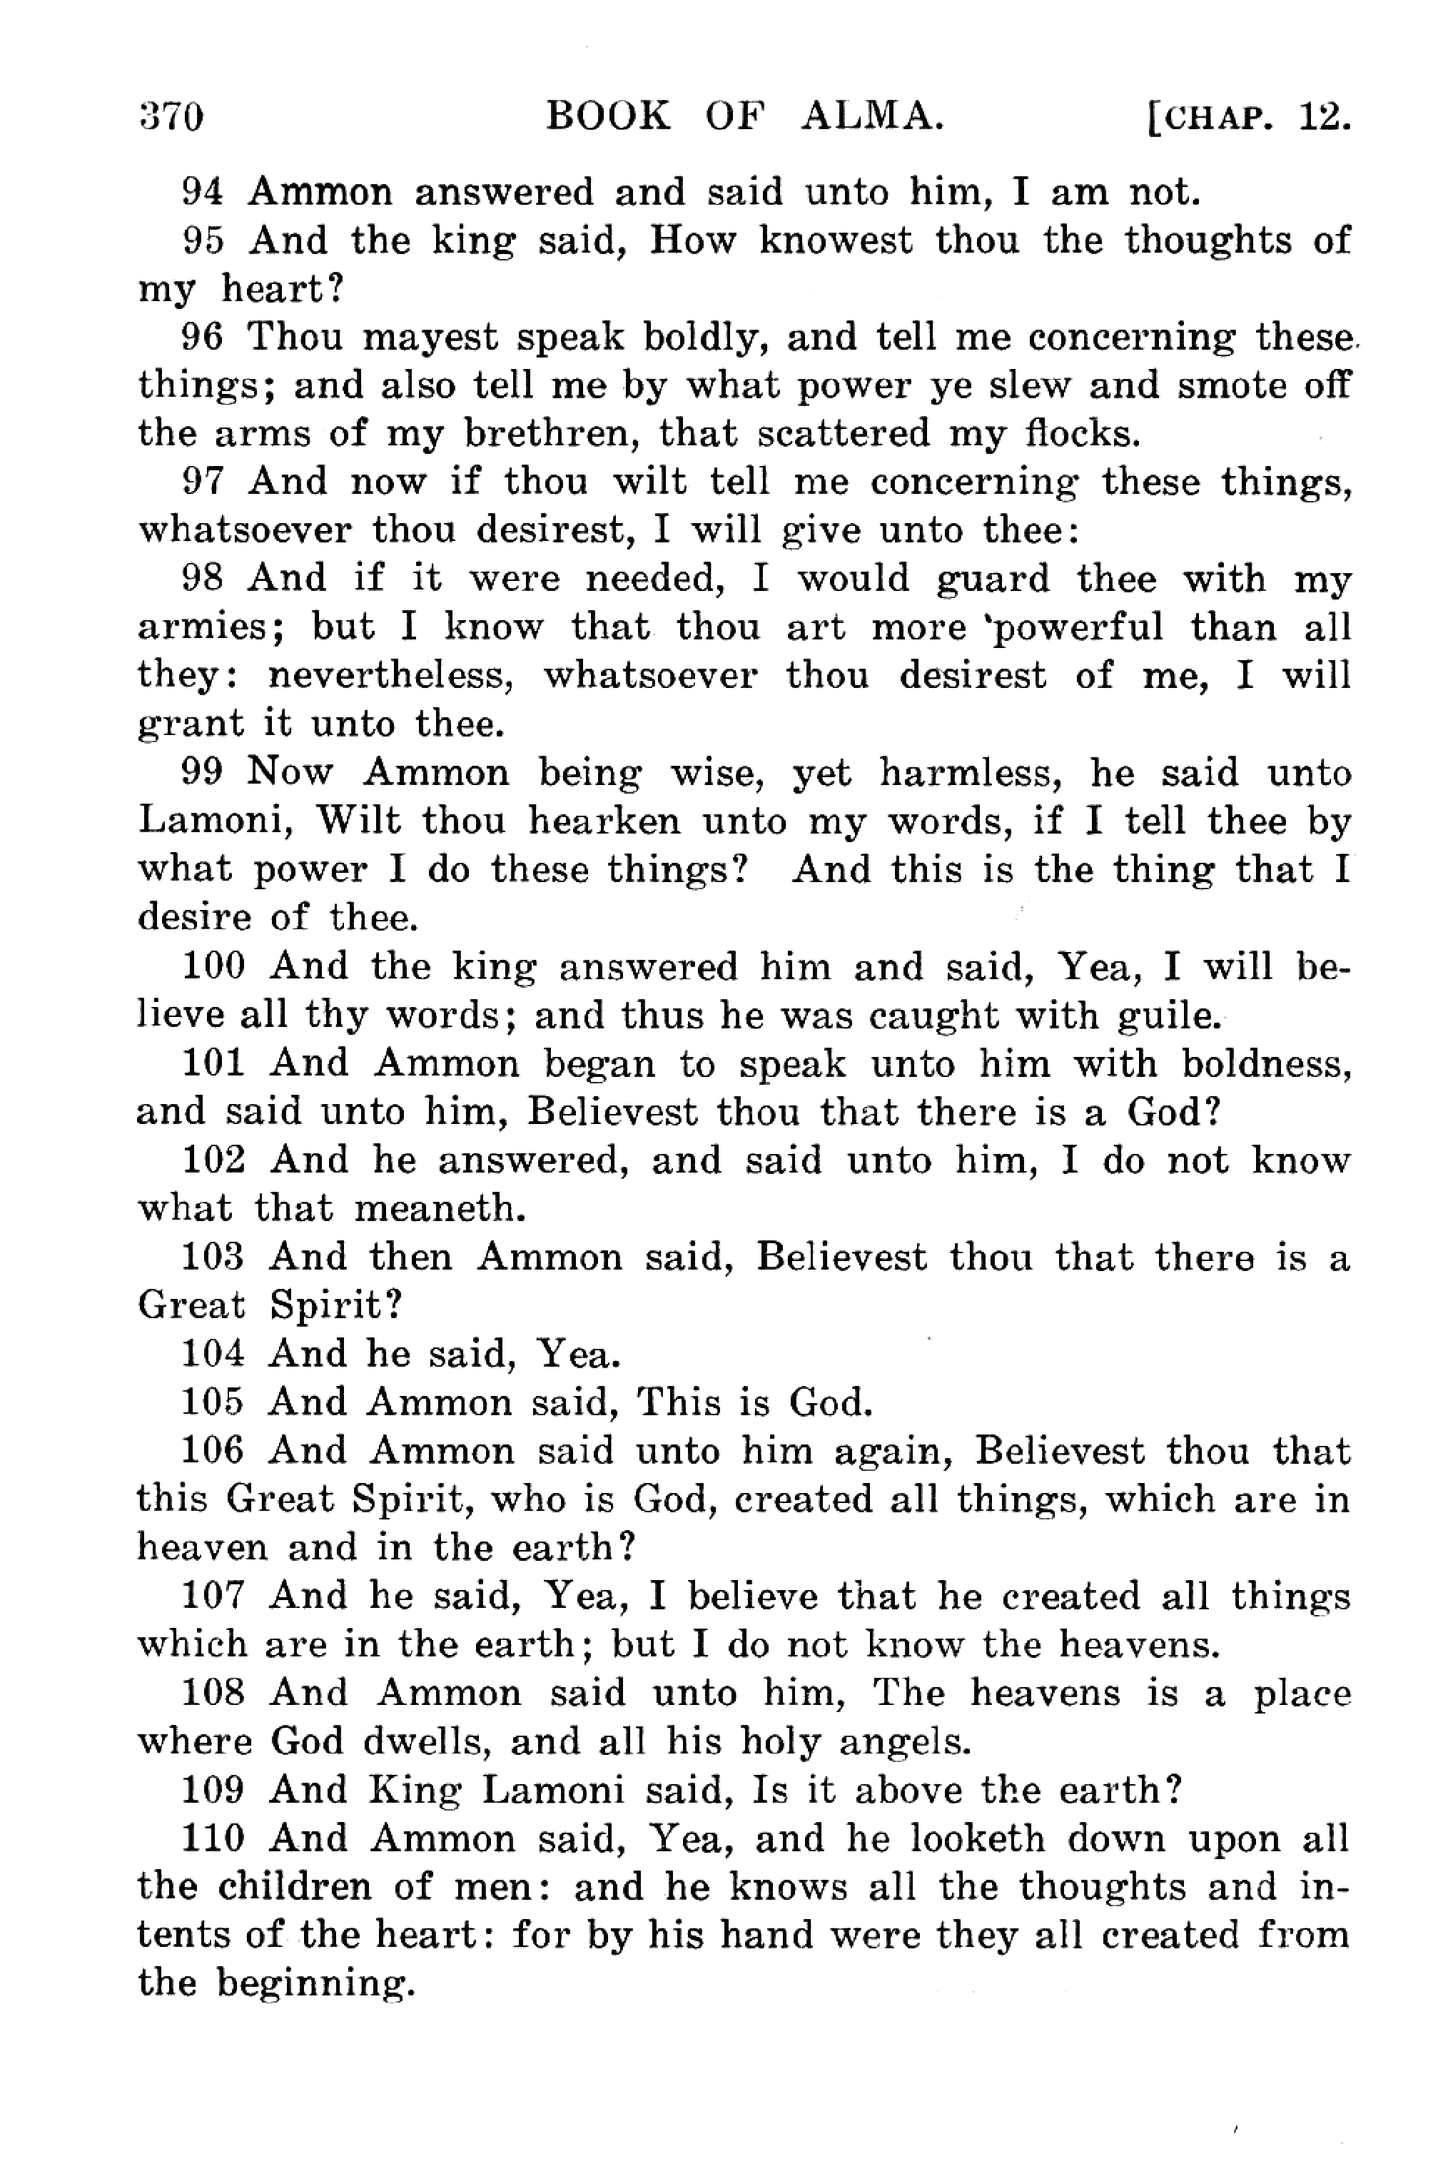 370 BOOK OF ALMA. [CHAP. 12.
94 Ammon answered and said unto him, I am not.
95 And the king said, How knowest thou the thoughts of
my heart?
96 Thou mayest speak boldly, and tell me concerning these
things; and also tell me by what power ye slew and smote off
the arms of my brethren, that scattered my flocks.
97 And now if thou wilt tell me concerning these things,
whatsoever thou desirest, I will give unto thee:
98 And if it were needed, I would guard thee with my
armies; but I know that thou art more powerful than all
they: nevertheless, whatsoever thou desirest of me, I will
grant it unto thee.
99 Now Ammon being wise, yet harmless, he said unto
Lamoni, Wilt thou hearken unto my words, if I tell thee by
what power I do these things? And this is the thing that I
desire of thee.
100 And the king answered him and said, Yea, I will be-
lieve all thy words; and thus he was caught with guile.
101 And Ammon began to speak unto him with boldness,
and said unto him, Believest thou that there is a God?
102 And he answered, and said unto him, I do not know
what that meaneth.
103 And then Ammon said, Believest thou that there is a
Great Spirit?
104 And he said, Yea.
105 And Ammon said, This is God.
106 And Ammon said unto him again, Believest thou that
this Great Spirit, who is God, created all things, which are in
heaven and in the earth?
107 And he said, Yea, I believe that he created all things
which are in the earth; but I do not know the heavens.
108 And Ammon said unto him, The heavens is a place
where God dwells, and all his holy angels.
109 And King Lamoni said, Is it above the earth?
110 And Ammon said, Yea, and he looketh down upon all
the children of men: and he knows all the thoughts and in-
tents of the heart: for by his hand were they all created from
the beginning.